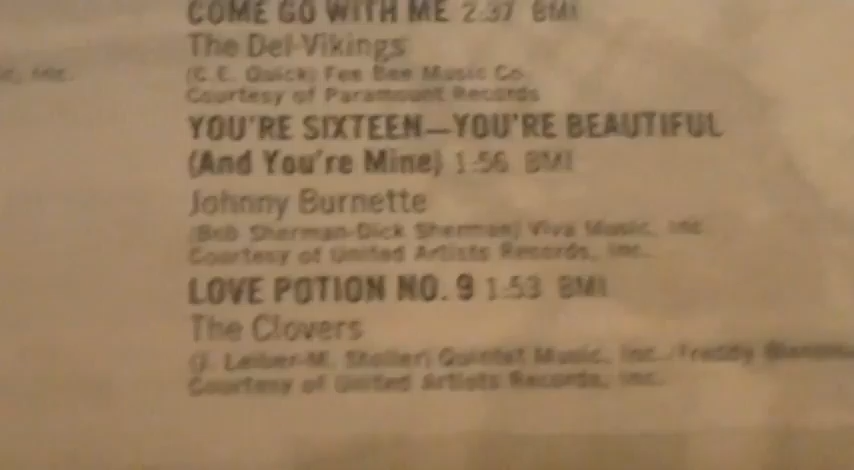 COME GO WITH ME 2:37 BMI
The Del-Vikings
(C. E. Quick) Fee Bee Music Co.
Courtesy of Paramount Records
YOU'RE SIXTEEN—YOU'RE BEAUTIFUL
(And You're Mine) 1:56 BMI
Johnny Burnette
(Bob Sherman-Dick Sherman) Viva Music, Inc.
Courtesy of United Artists Records, Inc.
LOVE POTION NO. 9 1:53 BMI
The Clovers
(J. Leiber-M. Stoller) Quintet Music, Inc./Freddy
Courtesy of United Artists Records, Inc.